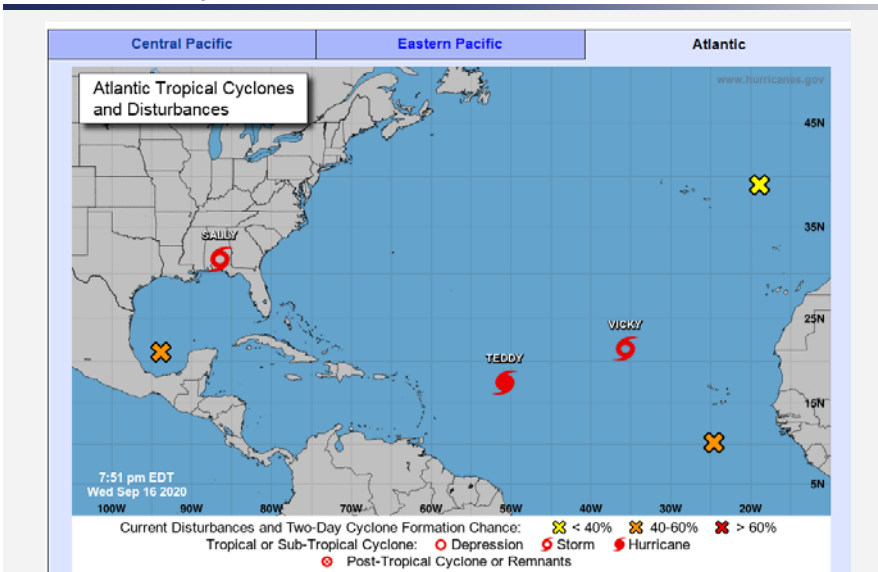 Central Pacific
Eastern Pacific
Atlantic
Atlantic Tropical Cyclones
and Disturbances
www.hurricanes.gov
45N
35N
SALLY
25N
VICKY
TEDDY
15N
7:51 pm EDT
Wed Sep 16 2020
5N
100W 90W 80W 70W 60W 50W 40W 30W 20W
Current Disturbances and Two-Day Cyclone Formation Chance: < 40% 40-60% > 60%
Tropical or Sub-Tropical Cyclone: Depression Storm Hurricane
Post-Tropical Cyclone or Remnants